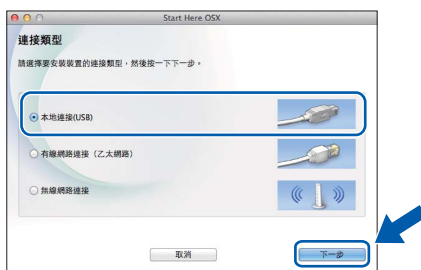 Start Here OSX
連接類型
請選擇要安裝裝置的連接類型,然後按一下下一步。
本地連接(USB)
有線網路連接(乙太網路)
無線網路連接
取消
下一步